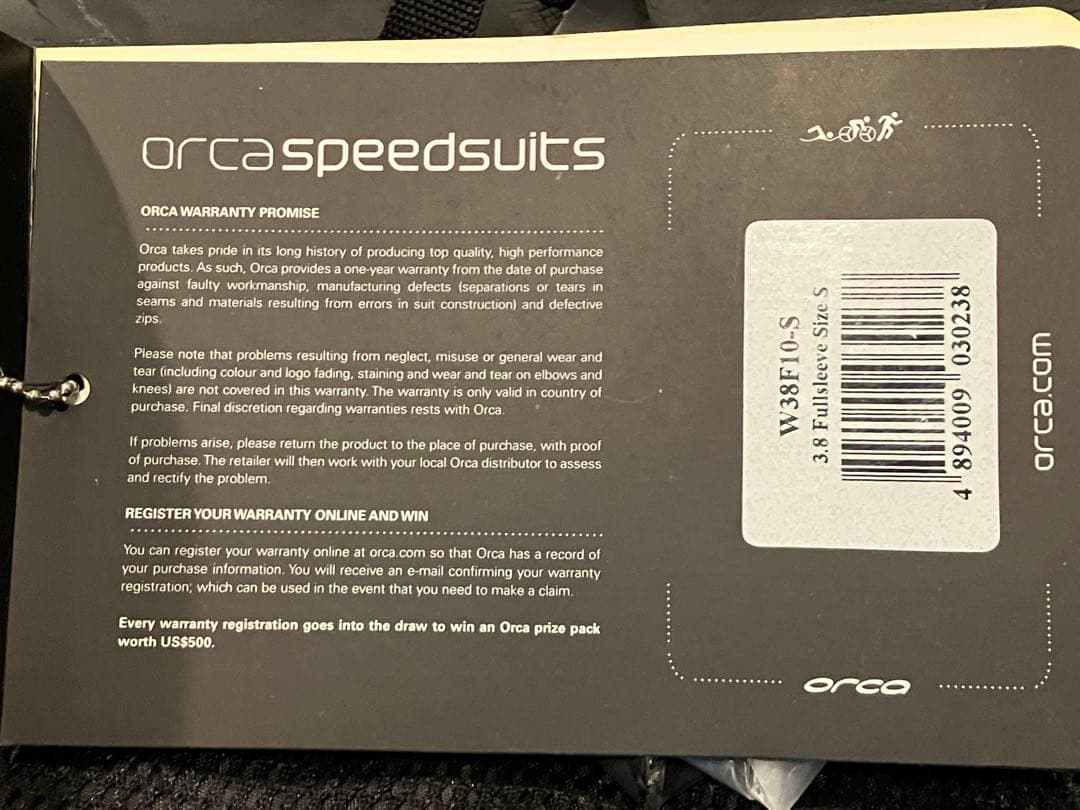 orcaspeedsuits
ORCA WARRANTY PROMISE
Orca takes pride in its long history of producing top quality, high performance
products. As such, Orca provides a one-year warranty from the date of purchase
against faulty workmanship, manufacturing defects (separations or tears in
seams and materials resulting from errors in suit construction) and defective
zips.
Please note that problems resulting from neglect, misuse or general wear and
tear (including colour and logo fading, staining and wear and tear on elbows and
knees) are not covered in this warranty. The warranty is only valid in country of
purchase. Final discretion regarding warranties rests with Orca.
If problems arise, please return the product to the place of purchase, with proof
of purchase. The retailer will then work with your local Orca distributor to assess
and rectify the problem.
REGISTER YOUR WARRANTY ONLINE AND WIN
You can register your warranty online at orca.com so that Orca has a record of
your purchase information. You will receive an e-mail confirming your warranty
registration; which can be used in the event that you need to make a claim.
Every warranty registration goes into the draw to win an Orca prize pack
worth US$500.
W38F10-S
3.8 Fullsleeve Size S
4 894009 030238
orca.com
orca